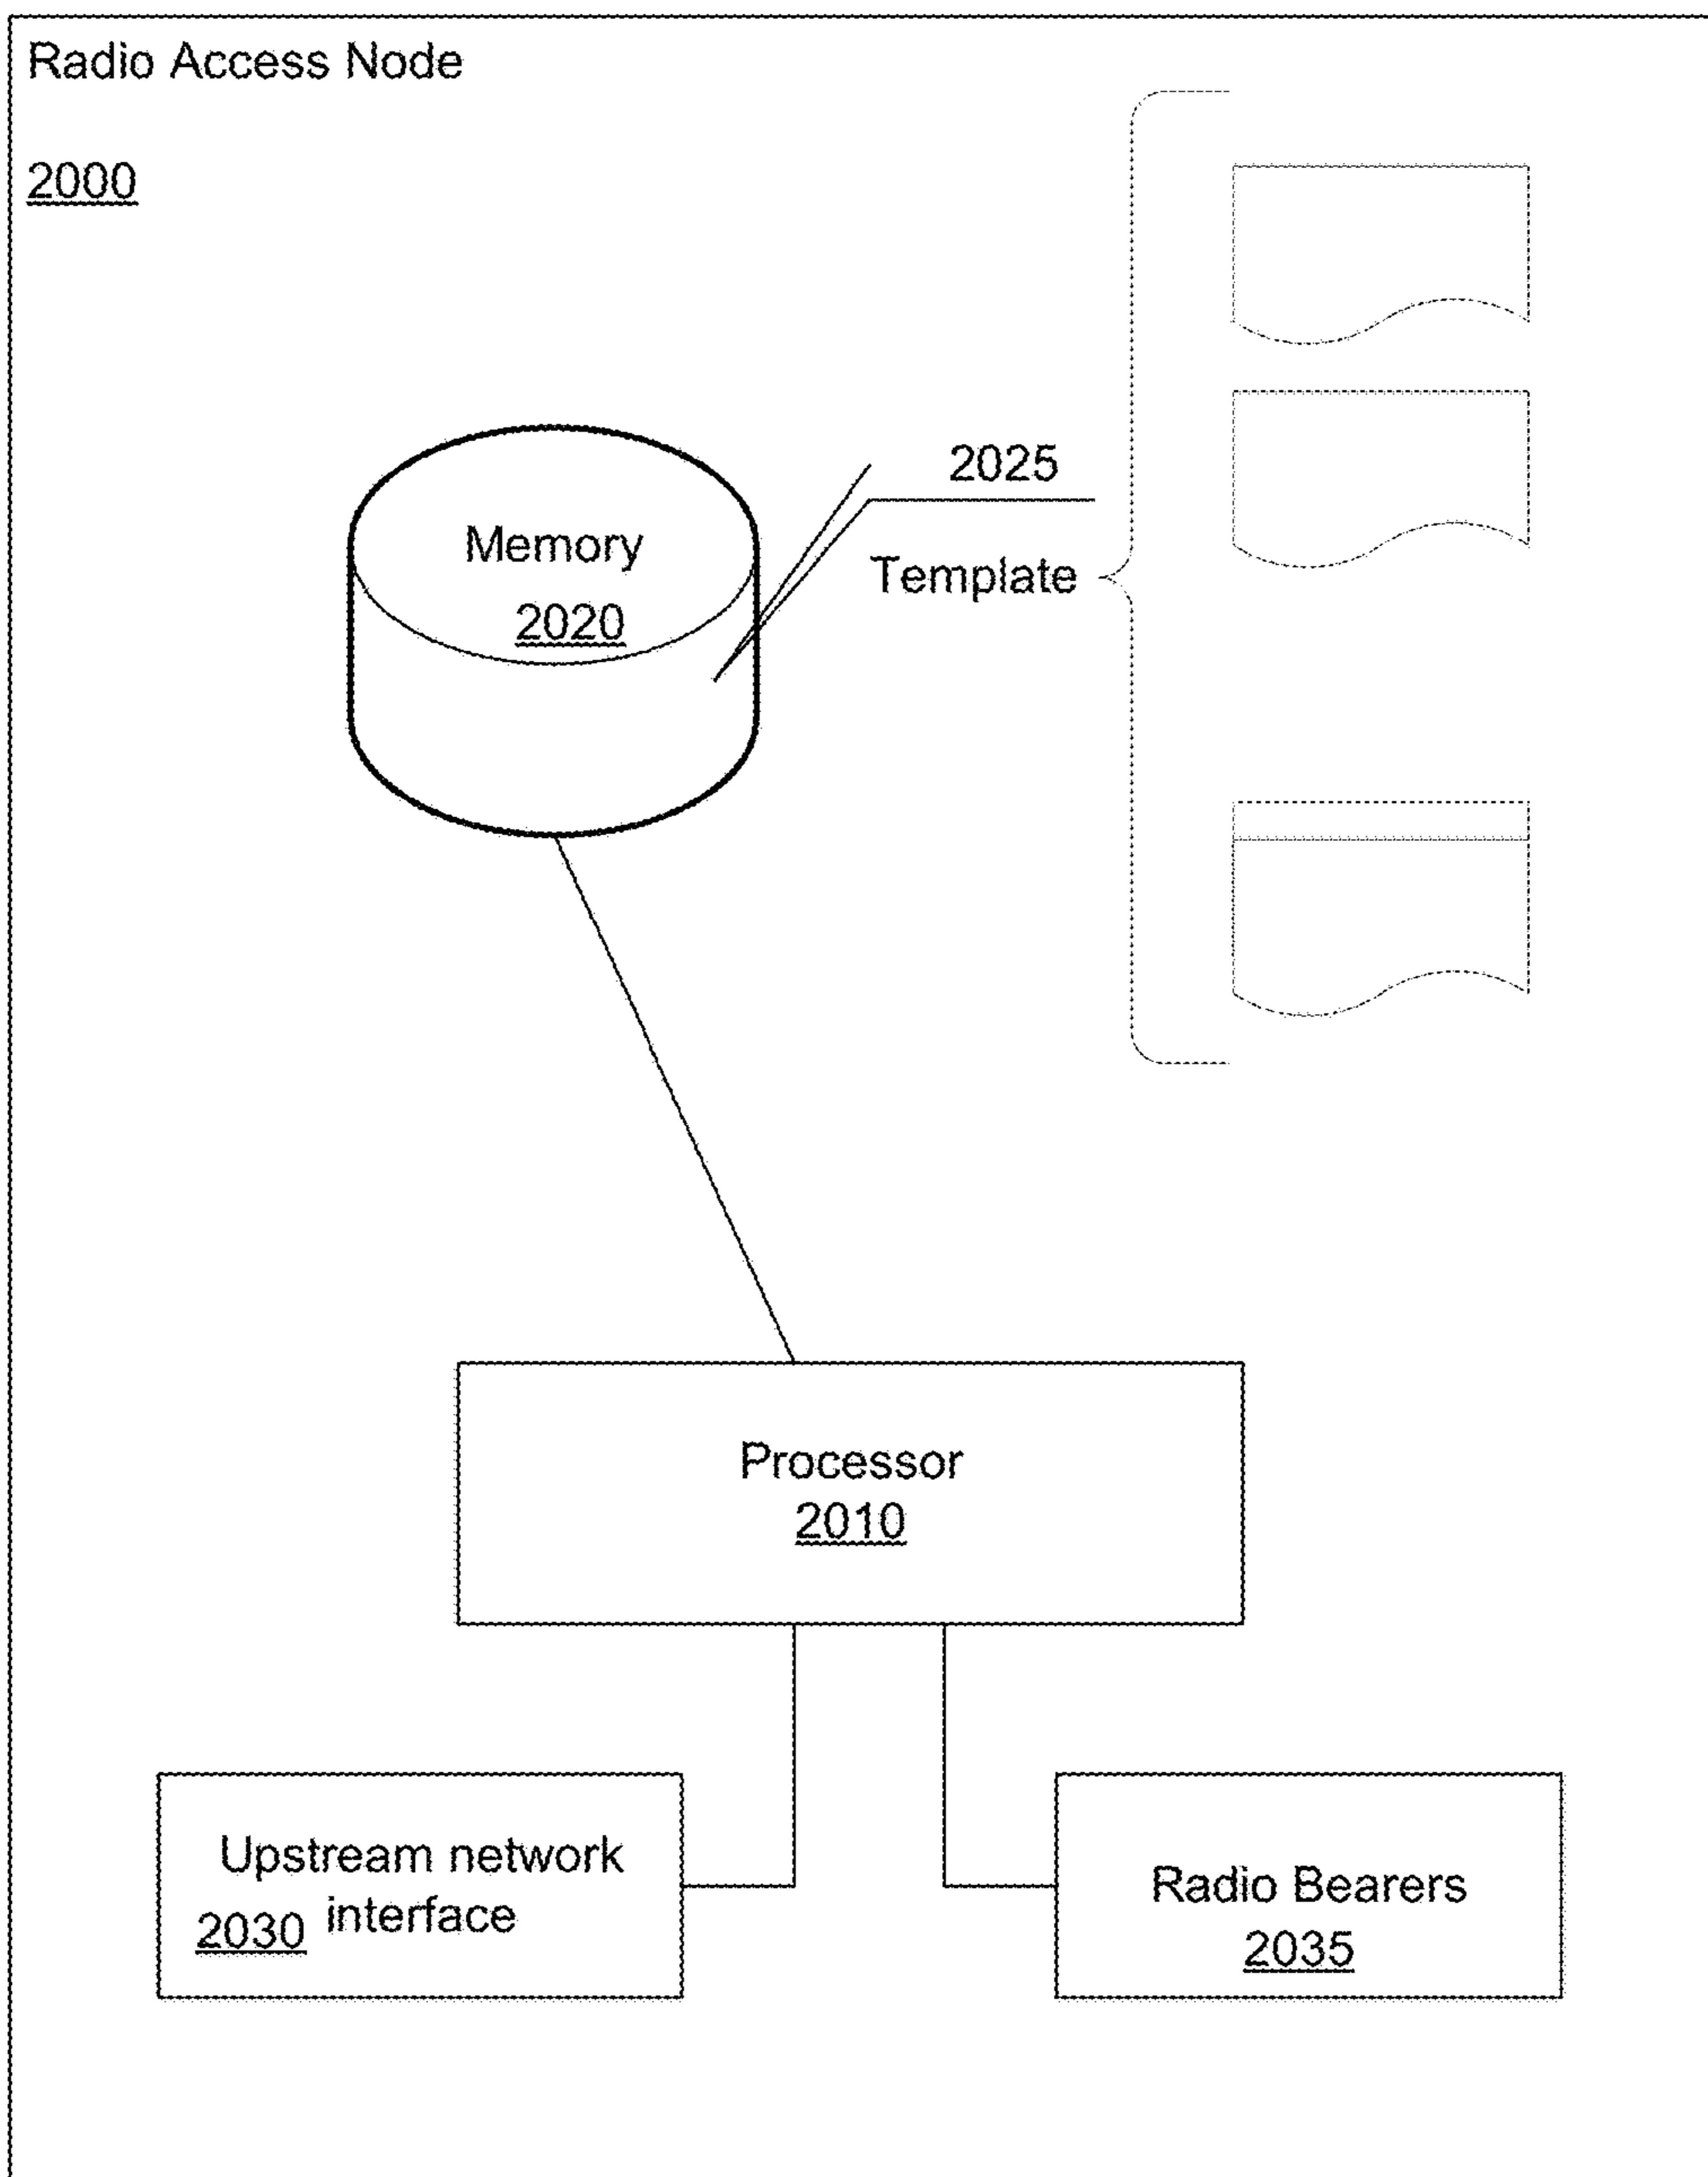 Radio Access Node
2000
2025
Template
Memory
2020
Processor
2010
Upstream network
2030 interface
Radio Bearers
2035